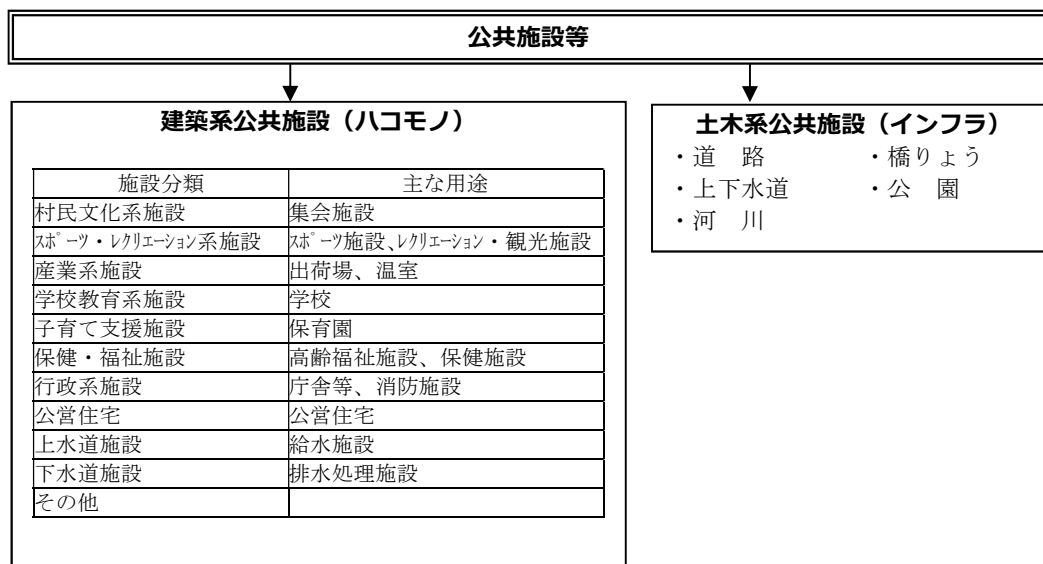 公共施設等
建築系公共施設（ハコモノ）
施設分類 主な用途
村民文化系施設 集会施設
ｽﾎﾟｰﾂ・ﾚｸﾘｴｰｼｮﾝ系施設 ｽﾎﾟｰﾂ施設､ﾚｸﾘｴｰｼｮﾝ・観光施設
産業系施設 出荷場、温室
学校教育系施設 学校
子育て支援施設 保育園
保健・福祉施設 高齢福祉施設、保健施設
行政系施設 庁舎等、消防施設
公営住宅 公営住宅
上水道施設 給水施設
下水道施設 排水処理施設
その他
土木系公共施設（インフラ）
・道　路 ・橋りょう
・上下水道 ・公　園
・河　川